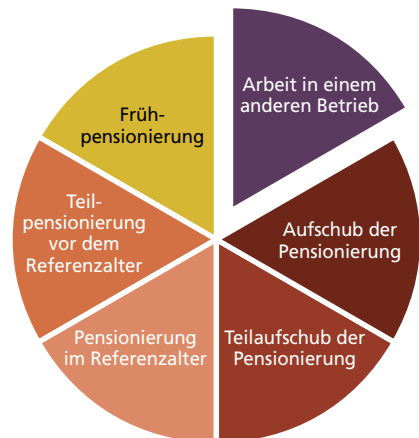 Arbeit in einem
anderen Betrieb
Aufschub der
Pensionierung
Teilaufschub der
Pensionierung
Pensionierung
im Referenzalter
Teil-
pensionierung
vor dem
Referenzalter
Früh-
pensionierung